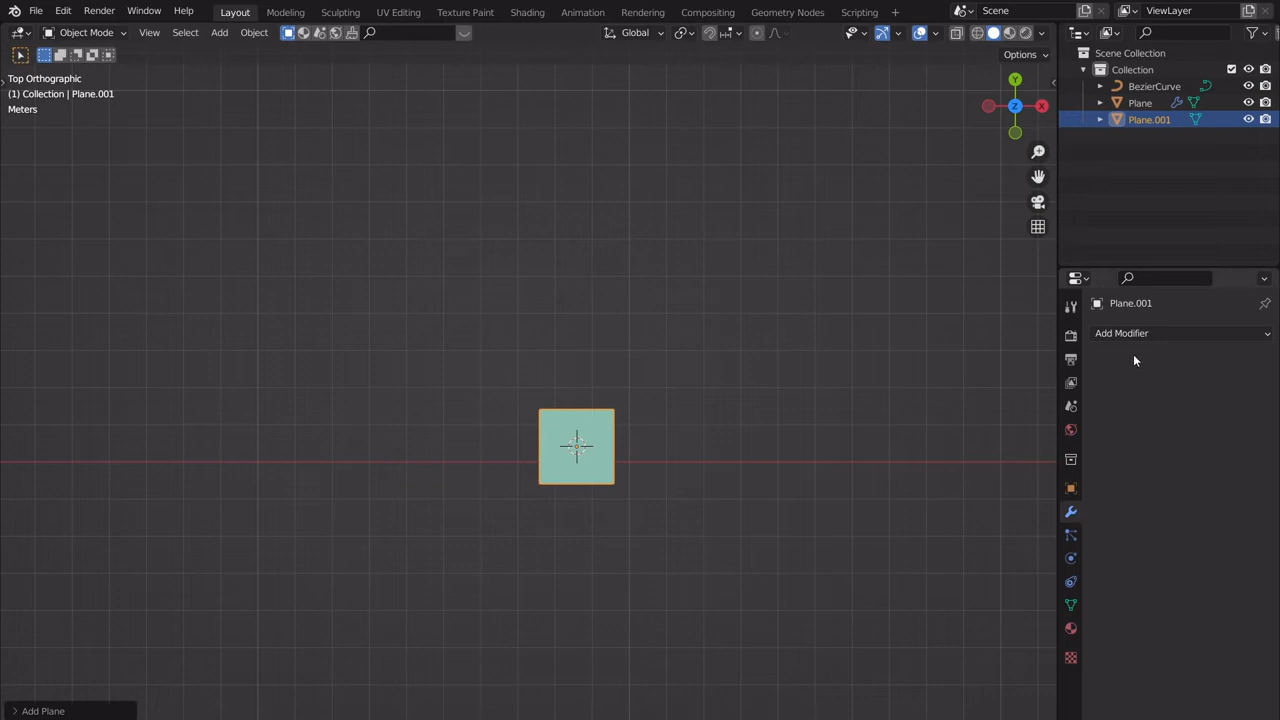 File Edit Render Window Help Layout Modeling Sculpting UV Editing Texture Paint Shading Animation Rendering Compositing Geometry Nodes Scripting + Scene ViewLayer
Object Mode View Select Add Object Global
Options
Top Orthographic
(1) Collection | Plane.001
Meters
Y
X
Z
Scene Collection
Collection
BezierCurve
Plane
Plane.001
Plane.001
Add Modifier
Add Plane